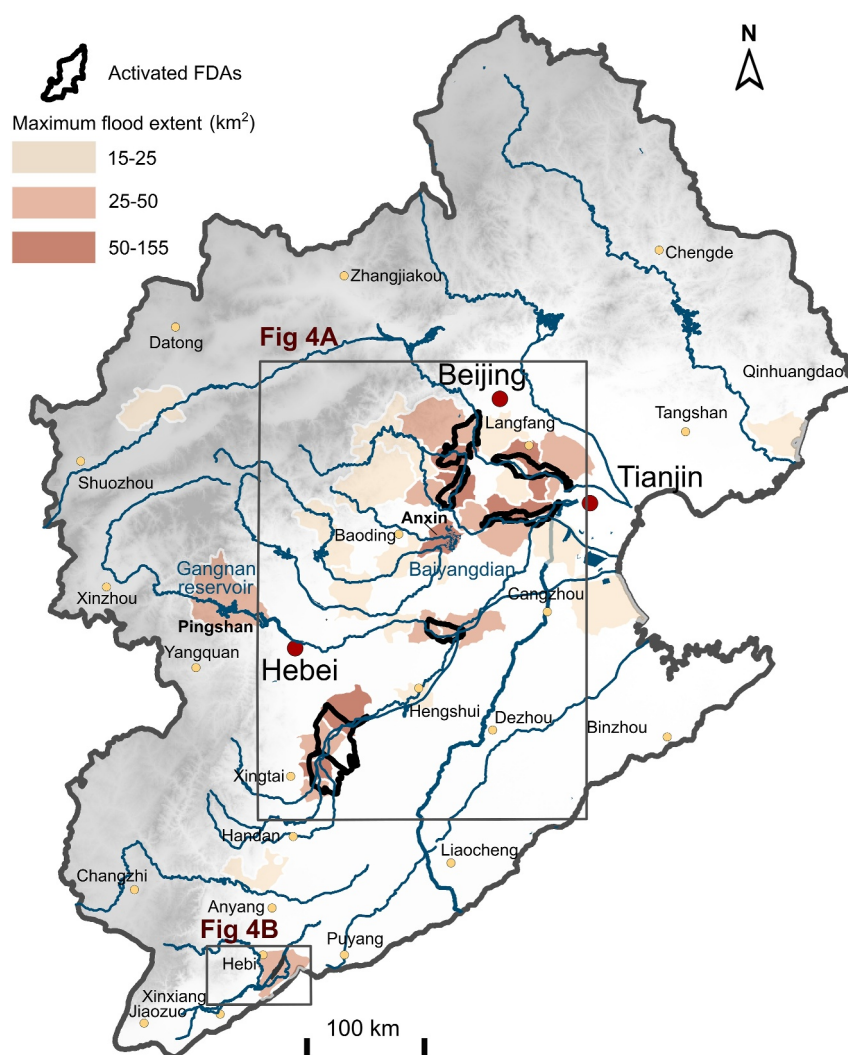 N
Activated FDAs
Maximum flood extent (km²)
15-25
25-50
50-155
Chengde
Zhangjiakou
Datong
Fig 4A
Beijing
Qinhuangdao
Langfang
Tangshan
Shuozhou
Tianjin
Anxin
Baoding
Gangnan
reservoir
Baiyangdian
Xinzhou
Cangzhou
Pingshan
Yangquan
Hebei
Hengshui
Dezhou
Binzhou
Xingtai
Handan
Liaocheng
Changzhi
Anyang
Fig 4B
Puyang
Hebi
Xinxiang
Jiaozuo
100 km